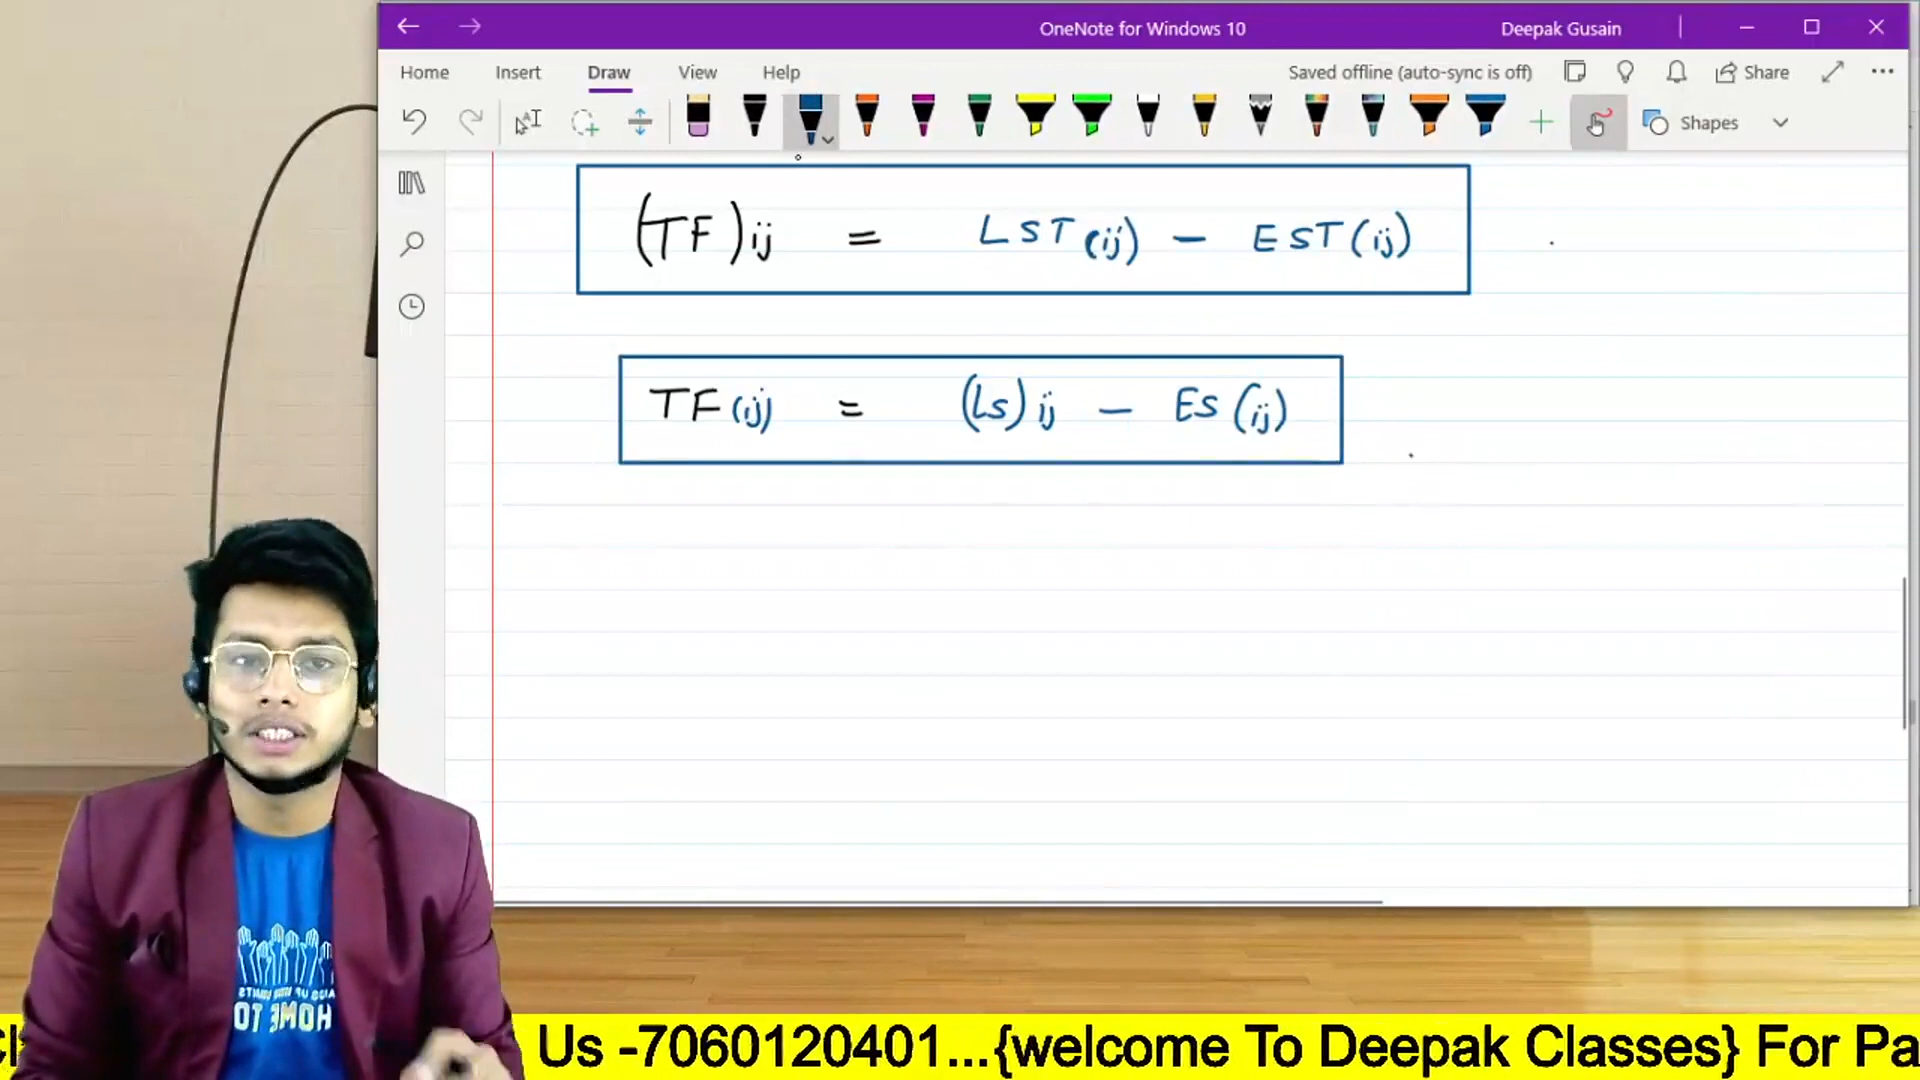 OneNote for Windows 10
Deepak Gusain
Home Insert Draw View Help
Saved offline (auto-sync is off)
Share
Shapes
(TF)ij = LST(ij) - EST(ij)
TF(ij) = (LS)ij - ES(ij)
HOME TO
Us -7060120401...{welcome To Deepak Classes} For Pa